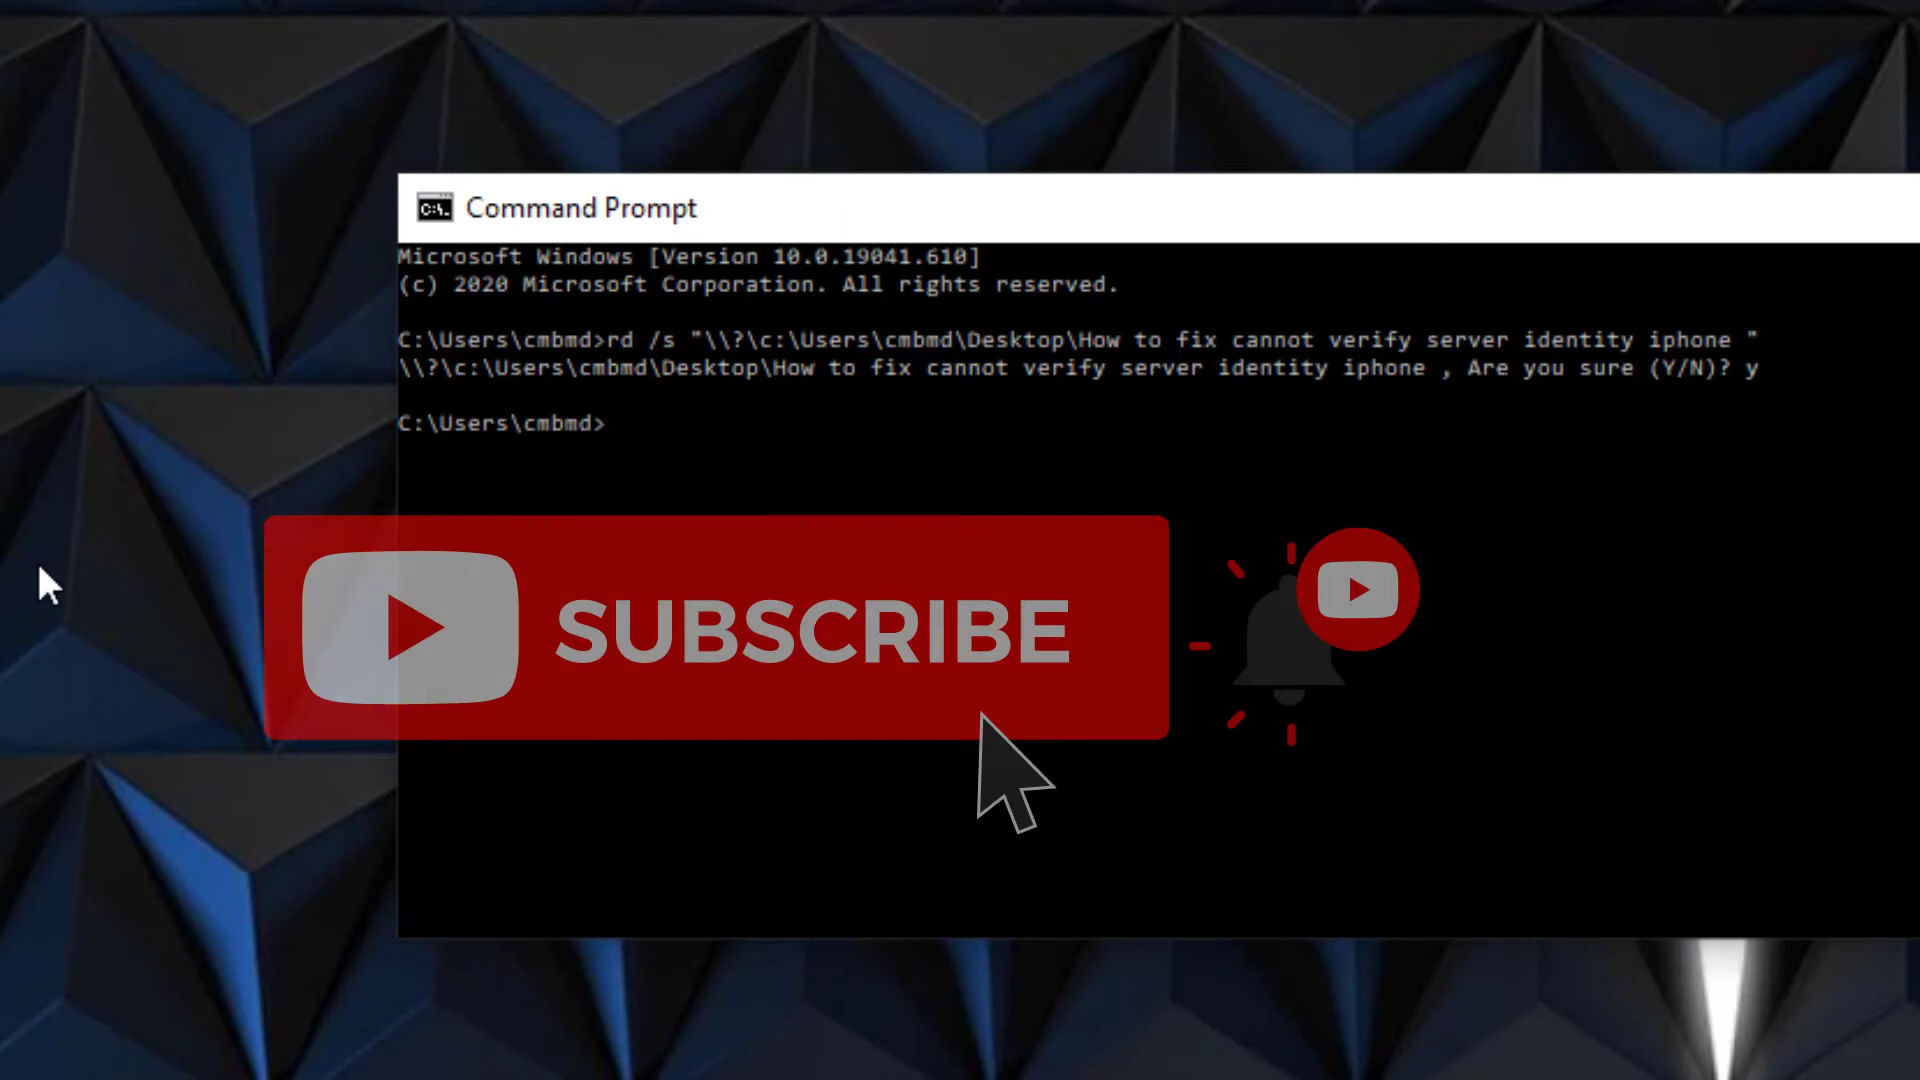 Command Prompt
Microsoft Windows [Version 10.0.19041.610]
(c) 2020 Microsoft Corporation. All rights reserved.
C:\Users\cmbmd>rd /s "\\?\c:\Users\cmbmd\Desktop\How to fix cannot verify server identity iphone "
\\?\c:\Users\cmbmd\Desktop\How to fix cannot verify server identity iphone , Are you sure (Y/N)? y
C:\Users\cmbmd>
SUBSCRIBE